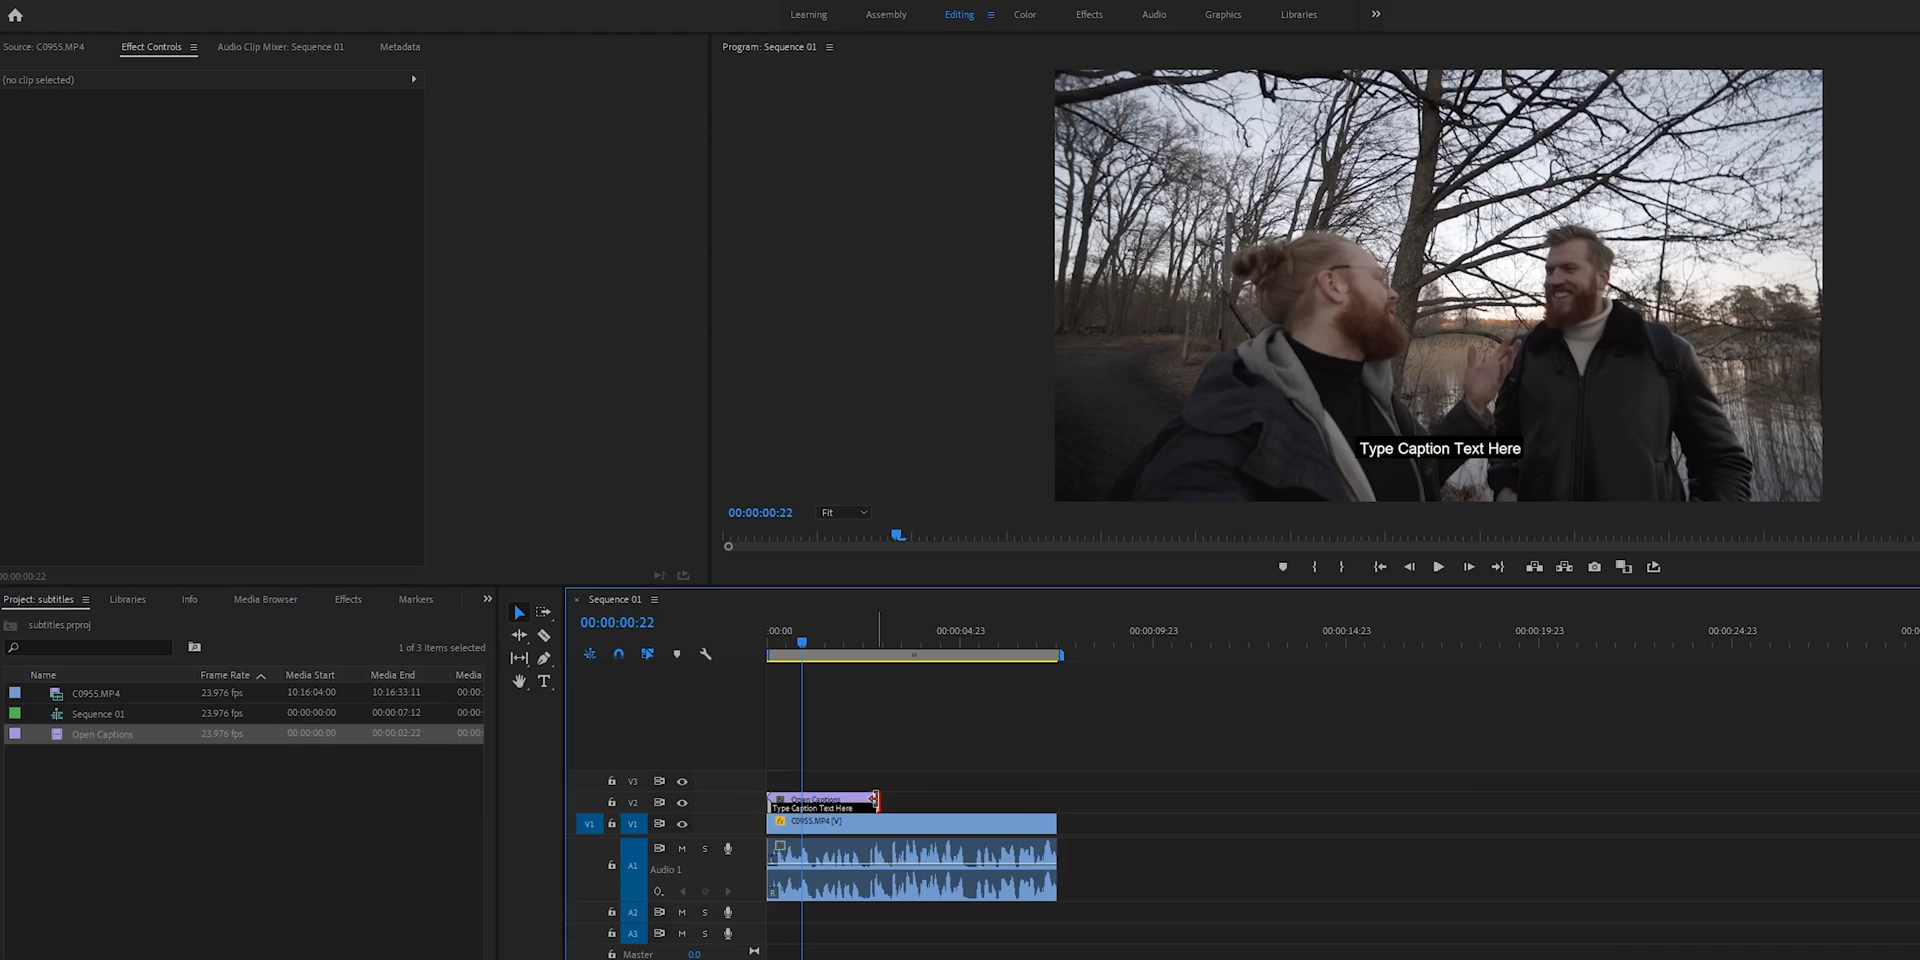 Learning Assembly Editing Color Effects Audio Graphics Libraries
Source: C0955.MP4 Effect Controls Audio Clip Mixer: Sequence 01 Metadata
Program: Sequence 01
(no clip selected)
Type Caption Text Here
00:00:00:22 Fit
00:00:00:22
Project: subtitles Libraries Info Media Browser Effects Markers
Sequence 01
subtitles.prproj
00:00:00:22
:00:00 00:00:04:23 00:00:09:23 00:00:14:23 00:00:19:23 00:00:24:23
1 of 3 items selected
Name Frame Rate Media Start Media End Media
C0955.MP4 23.976 fps 10:16:04:00 10:16:33:11 00:00:
Sequence 01 23.976 fps 00:00:00:00 00:00:07:12 00:00:
Open Captions 23.976 fps 00:00:00:00 00:00:02:22 00:00:
V3
V2 Open Captions
Type Caption Text Here
V1 V1 C0955.MP4 [V]
M S
A1
Audio 1
L
R
A2 M S
A3 M S
Master 0.0